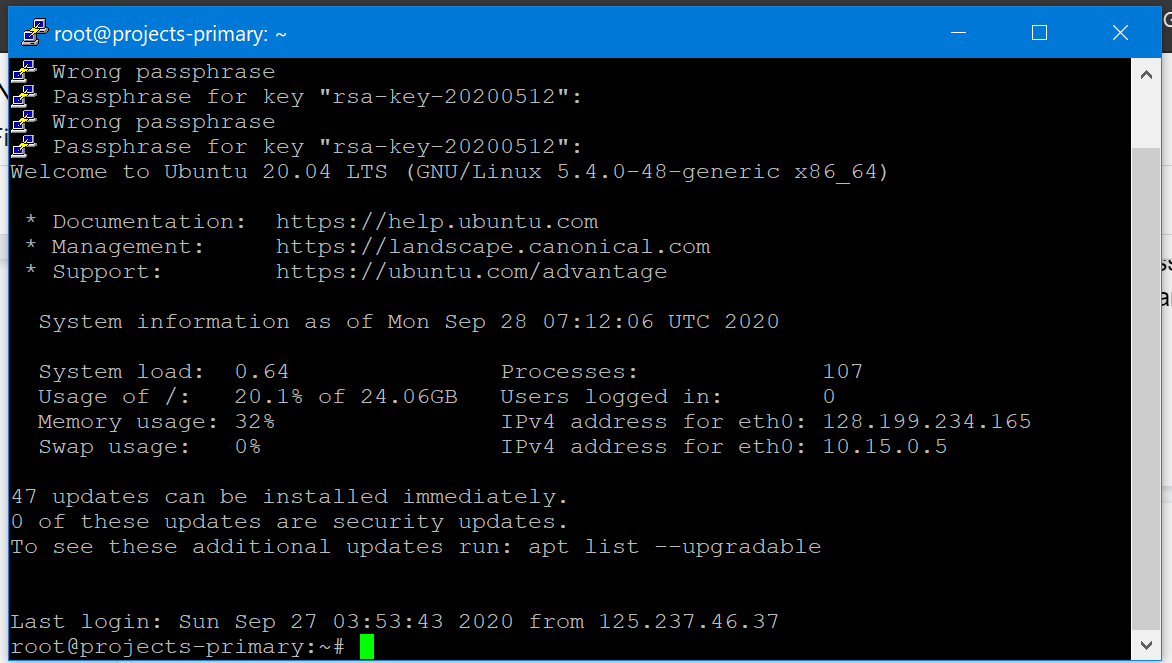 root@projects-primary: ~
Wrong passphrase
Passphrase for key "rsa-key-20200512":
Wrong passphrase
Passphrase for key "rsa-key-20200512":
Welcome to Ubuntu 20.04 LTS (GNU/Linux 5.4.0-48-generic x86_64)
* Documentation:  https://help.ubuntu.com
* Management:     https://landscape.canonical.com
* Support:        https://ubuntu.com/advantage
System information as of Mon Sep 28 07:12:06 UTC 2020
System load:  0.64               Processes:             107
Usage of /:   20.1% of 24.06GB   Users logged in:       0
Memory usage: 32%                IPv4 address for eth0: 128.199.234.165
Swap usage:   0%                 IPv4 address for eth0: 10.15.0.5
47 updates can be installed immediately.
0 of these updates are security updates.
To see these additional updates run: apt list --upgradable
Last login: Sun Sep 27 03:53:43 2020 from 125.237.46.37
root@projects-primary:~#